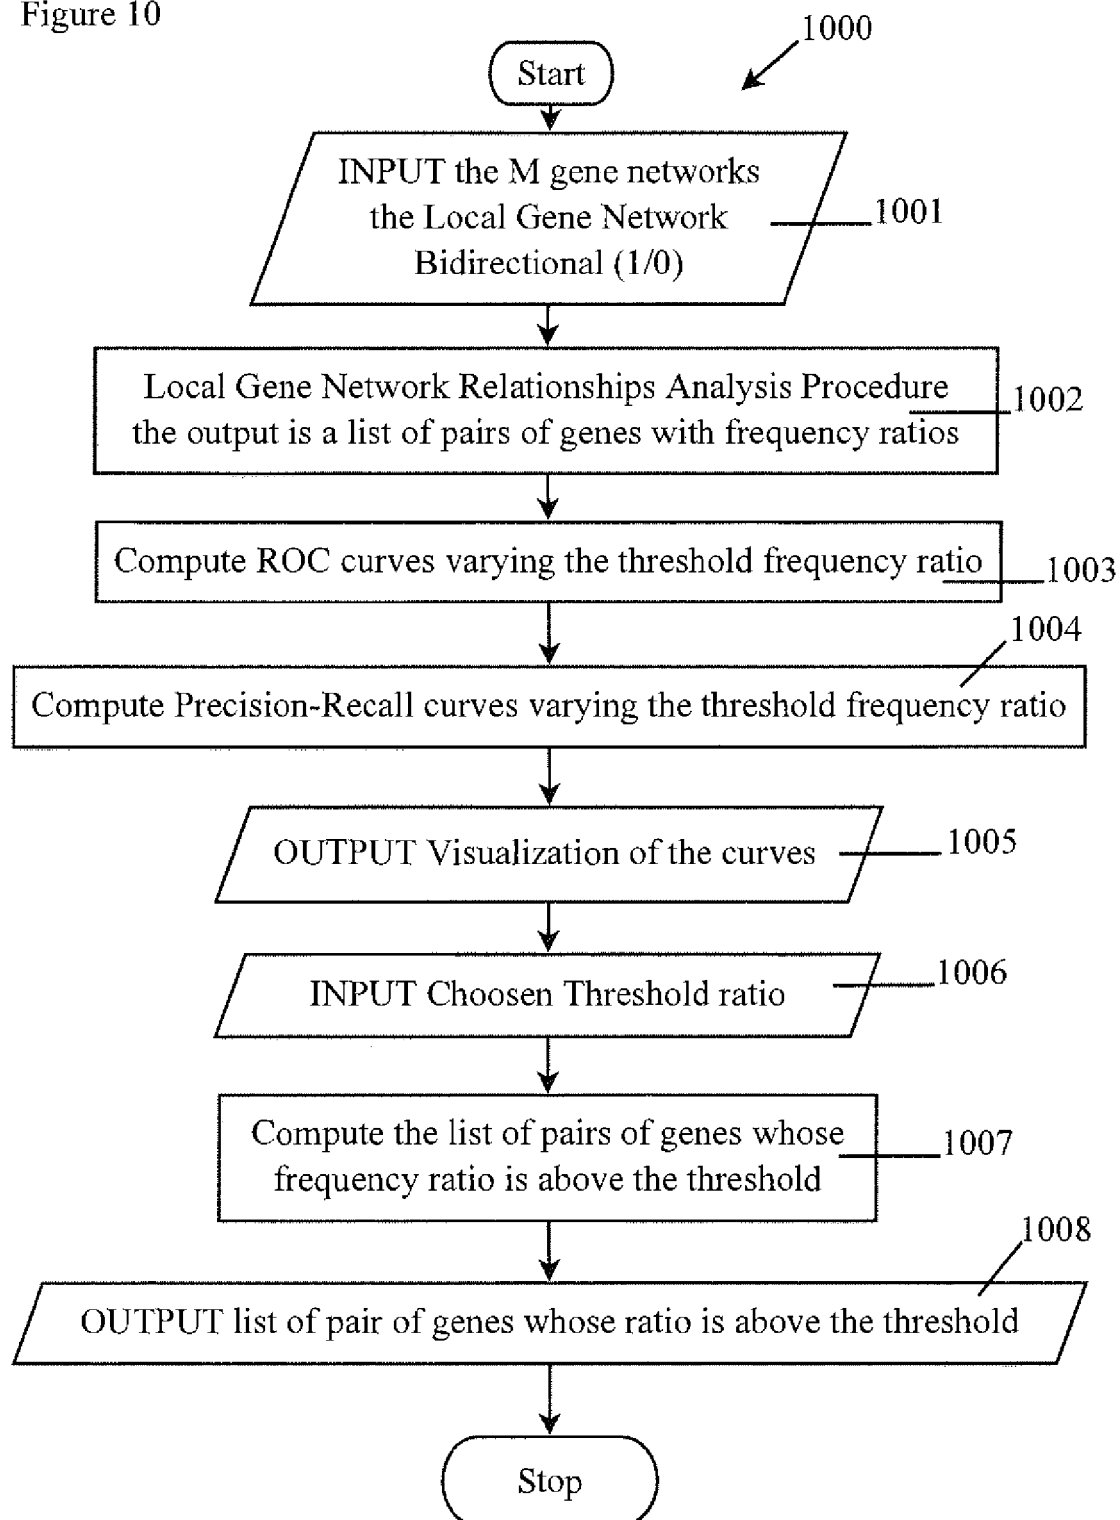 Figure 10
1000
Start
INPUT the M gene networks
the Local Gene Network
Bidirectional (1/0)
1001
Local Gene Network Relationships Analysis Procedure
the output is a list of pairs of genes with frequency ratios
1002
Compute ROC curves varying the threshold frequency ratio
1003
1004
Compute Precision-Recall curves varying the threshold frequency ratio
OUTPUT Visualization of the curves
1005
INPUT Choosen Threshold ratio
1006
Compute the list of pairs of genes whose
frequency ratio is above the threshold
1007
1008
OUTPUT list of pair of genes whose ratio is above the threshold
Stop